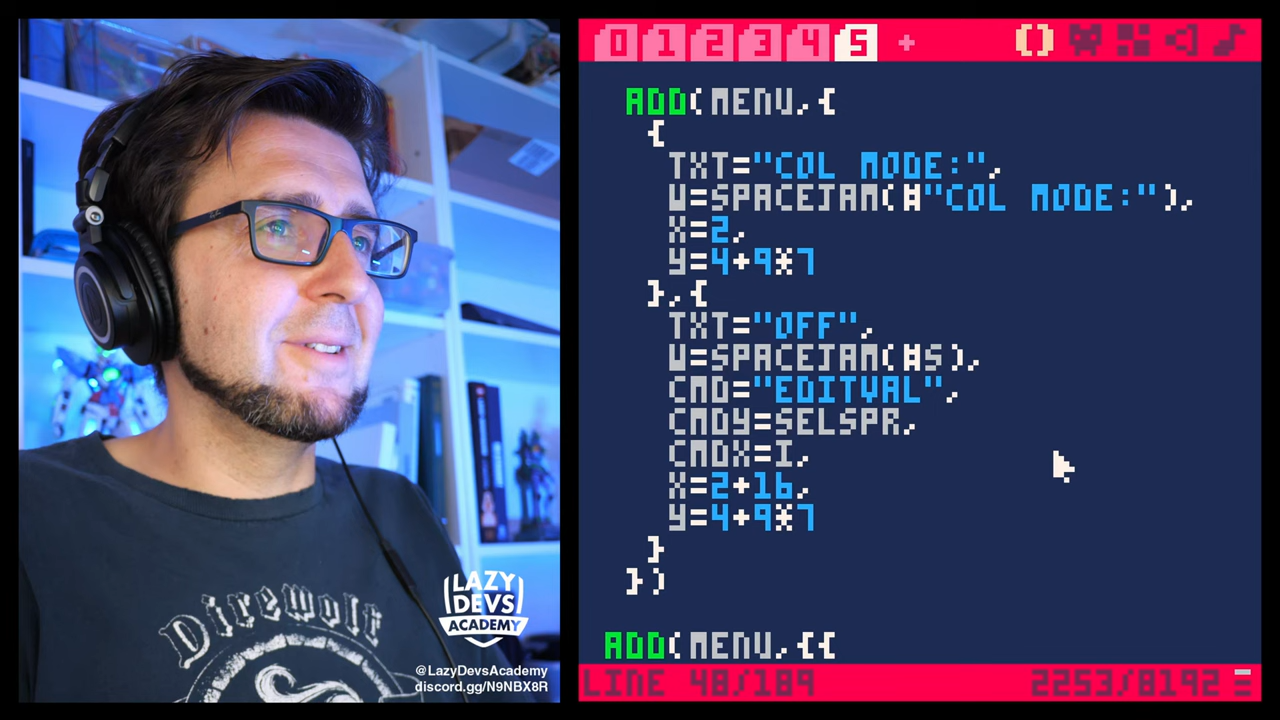 Direwolf
LAZY
DEVS
ACADEMY
@LazyDevsAcademy
discord.gg/N9NBX8R
0 1 2 3 4 5 +
ADD(MENU,{
{
TXT="COL MODE:",
W=SPACEJAM(#"COL MODE:"),
X=2,
Y=4+9*7
},{
TXT="OFF",
W=SPACEJAM(#S),
CMD="EDITVAL",
CMDY=SELSPR,
CMDX=I,
X=2+16,
Y=4+9*7
}
})
ADD(MENU,{{
LINE 48/189 2253/8192